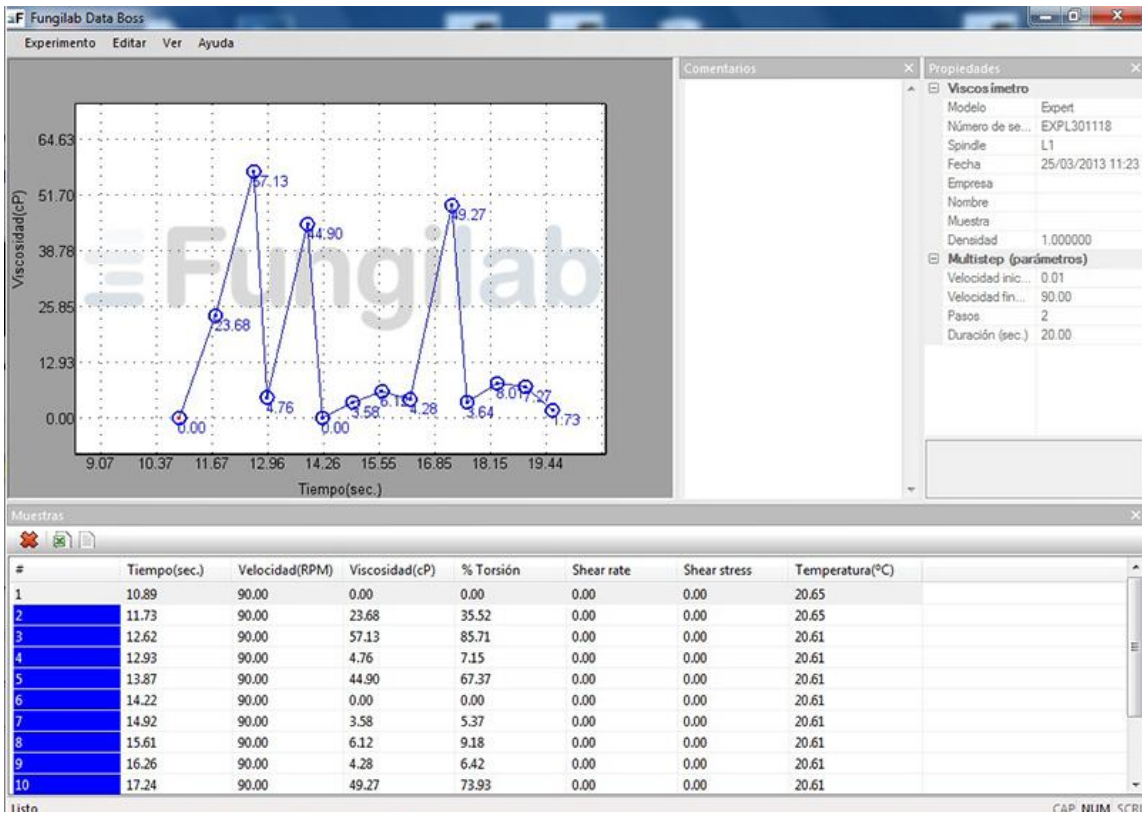 Fungilab Data Boss
Experimento Editar Ver Ayuda
Viscosidad(cP)
64.63
51.70
38.78
25.85
12.93
0.00
Fungilab
0.00
23.68
57.13
4.76
44.90
0.00
3.58
6.12
4.28
49.27
3.64
8.01
7.27
1.73
9.07 10.37 11.67 12.96 14.26 15.55 16.85 18.15 19.44
Tiempo(sec.)
Comentarios
Propiedades
Viscosimetro
Modelo Expert
Número de se... EXPL301118
Spindle L1
Fecha 25/03/2013 11:23
Empresa
Nombre
Muestra
Densidad 1.000000
Multistep (parámetros)
Velocidad inic... 0.01
Velocidad fin... 90.00
Pasos 2
Duración (sec.) 20.00
Muestras
# Tiempo(sec.) Velocidad(RPM) Viscosidad(cP) % Torsión Shear rate Shear stress Temperatura(ºC)
1 10.89 90.00 0.00 0.00 0.00 0.00 20.65
2 11.73 90.00 23.68 35.52 0.00 0.00 20.65
3 12.62 90.00 57.13 85.71 0.00 0.00 20.61
4 12.93 90.00 4.76 7.15 0.00 0.00 20.61
5 13.87 90.00 44.90 67.37 0.00 0.00 20.61
6 14.22 90.00 0.00 0.00 0.00 0.00 20.61
7 14.92 90.00 3.58 5.37 0.00 0.00 20.61
8 15.61 90.00 6.12 9.18 0.00 0.00 20.61
9 16.26 90.00 4.28 6.42 0.00 0.00 20.61
10 17.24 90.00 49.27 73.93 0.00 0.00 20.61
Listo CAP NUM SCRL